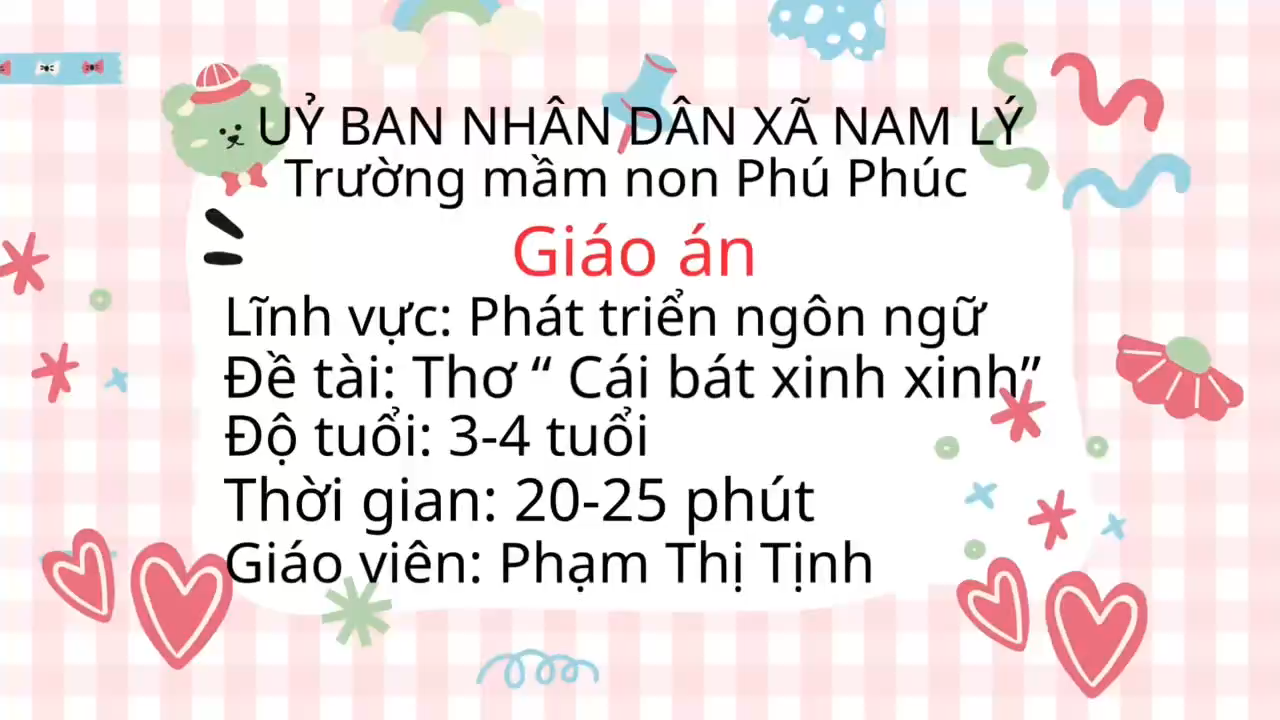 UỶ BAN NHÂN DÂN XÃ NAM LÝ
Trường mầm non Phú Phúc
Giáo án
Lĩnh vực: Phát triển ngôn ngữ
Đề tài: Thơ “ Cái bát xinh xinh”
Độ tuổi: 3-4 tuổi
Thời gian: 20-25 phút
Giáo viên: Phạm Thị Tịnh